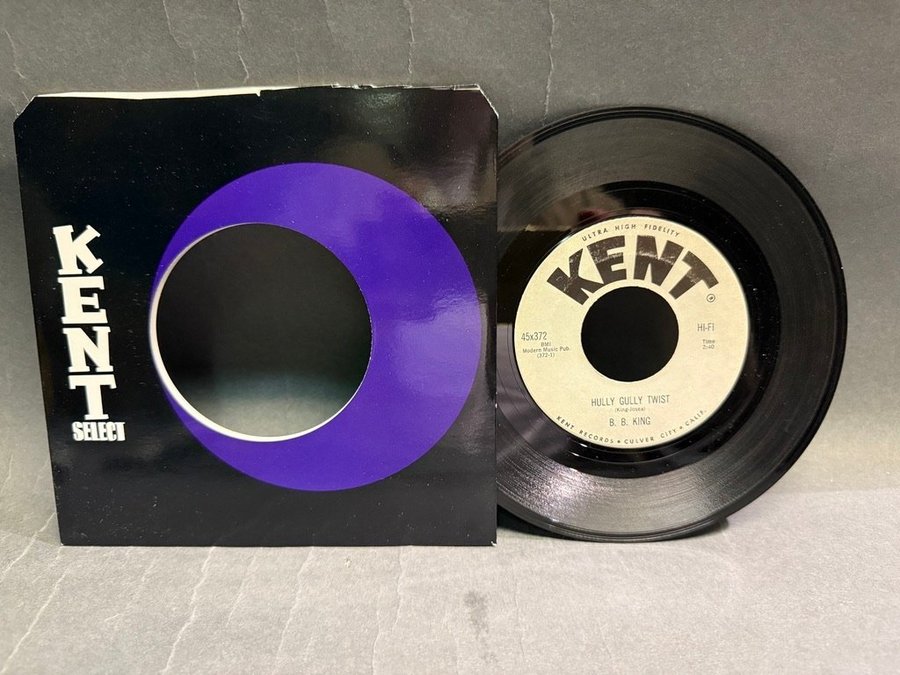 KENT
SELECT
ULTRA HIGH FIDELITY
KENT
®
45x372
BMI
Modern Music Pub.
(372-1)
HI-FI
Time
2:40
HULLY GULLY TWIST
(King-Josea)
B. B. KING
KENT RECORDS • CULVER CITY • CALIF.